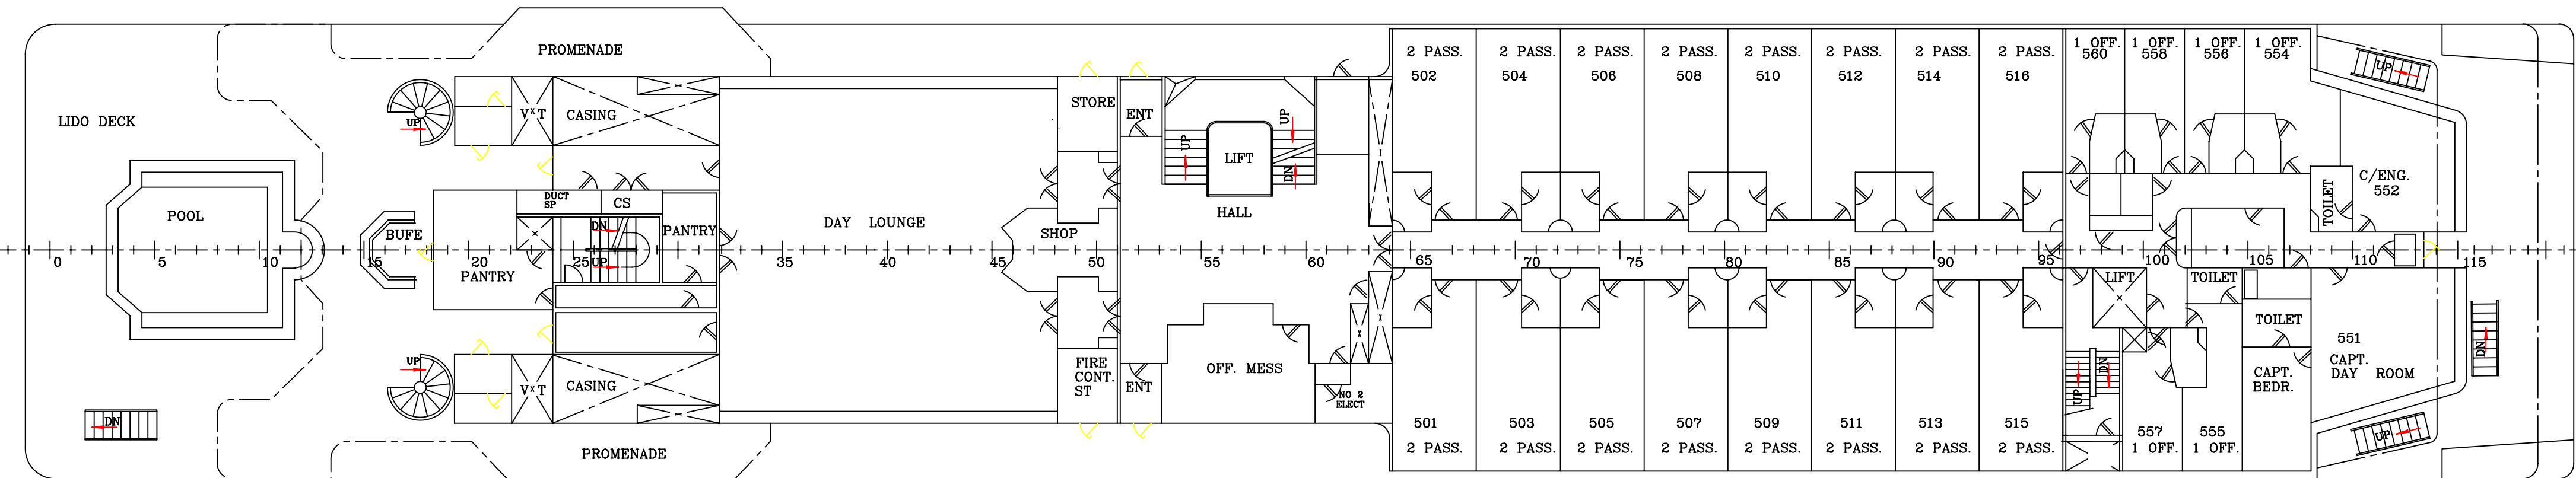 PROMENADE
2 PASS. 2 PASS. 2 PASS. 2 PASS. 2 PASS. 2 PASS. 2 PASS. 2 PASS.
1 OFF. 1 OFF. 1 OFF. 1 OFF.
560 558 556 554
502 504 506 508 510 512 514 516
UP
LIDO DECK
UP
V T
CASING
STORE
ENT
UP
UP
LIFT
DN
C/ENG.
552
TOILET
DUCT
SP
CS
POOL
HALL
DAY LOUNGE
DN
PANTRY
SHOP
BUFE
0 5 10 15 20 25 35 40 45 50 55 60 65 70 75 80 85 90 95 100 105 110 115
UP
PANTRY
LIFT
TOILET
TOILET
551
CAPT.
DAY ROOM
DN
UP
V T
CASING
FIRE
CONT.
ST
ENT
OFF. MESS
CAPT.
BEDR.
DN
UP
NO 2
ELECT
DN
501 503 505 507 509 511 513 515
557 555
1 OFF. 1 OFF.
UP
2 PASS. 2 PASS. 2 PASS. 2 PASS. 2 PASS. 2 PASS. 2 PASS. 2 PASS.
PROMENADE